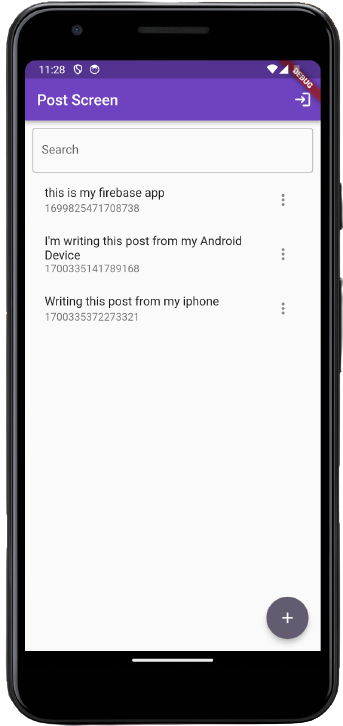 11:28
DEBUG
Post Screen
Search
this is my firebase app
1699825471708738
I'm writing this post from my Android
Device
1700335141789168
Writing this post from my iphone
1700335372273321
+